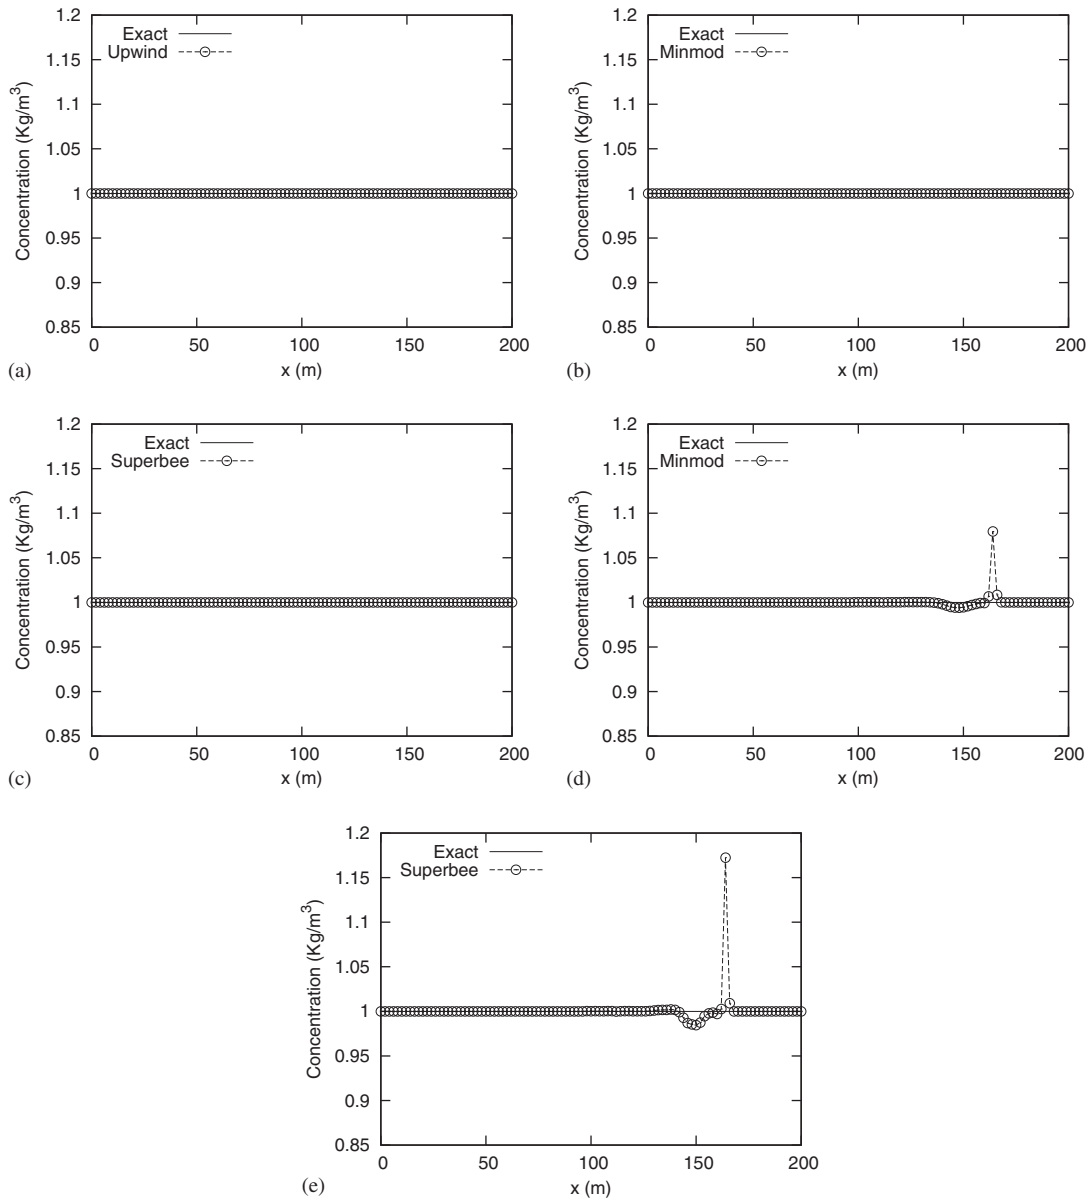 1.2
1.15
1.1
1.05
1
0.95
0.9
0.85
Concentration (Kg/m3)
Exact
Upwind
0 50 100 150 200
x (m)
(a)
1.2
1.15
1.1
1.05
1
0.95
0.9
0.85
Concentration (Kg/m3)
Exact
Minmod
0 50 100 150 200
x (m)
(b)
1.2
1.15
1.1
1.05
1
0.95
0.9
0.85
Concentration (Kg/m3)
Exact
Superbee
0 50 100 150 200
x (m)
(c)
1.2
1.15
1.1
1.05
1
0.95
0.9
0.85
Concentration (Kg/m3)
Exact
Minmod
0 50 100 150 200
x (m)
(d)
1.2
1.15
1.1
1.05
1
0.95
0.9
0.85
Concentration (Kg/m3)
Exact
Superbee
0 50 100 150 200
x (m)
(e)